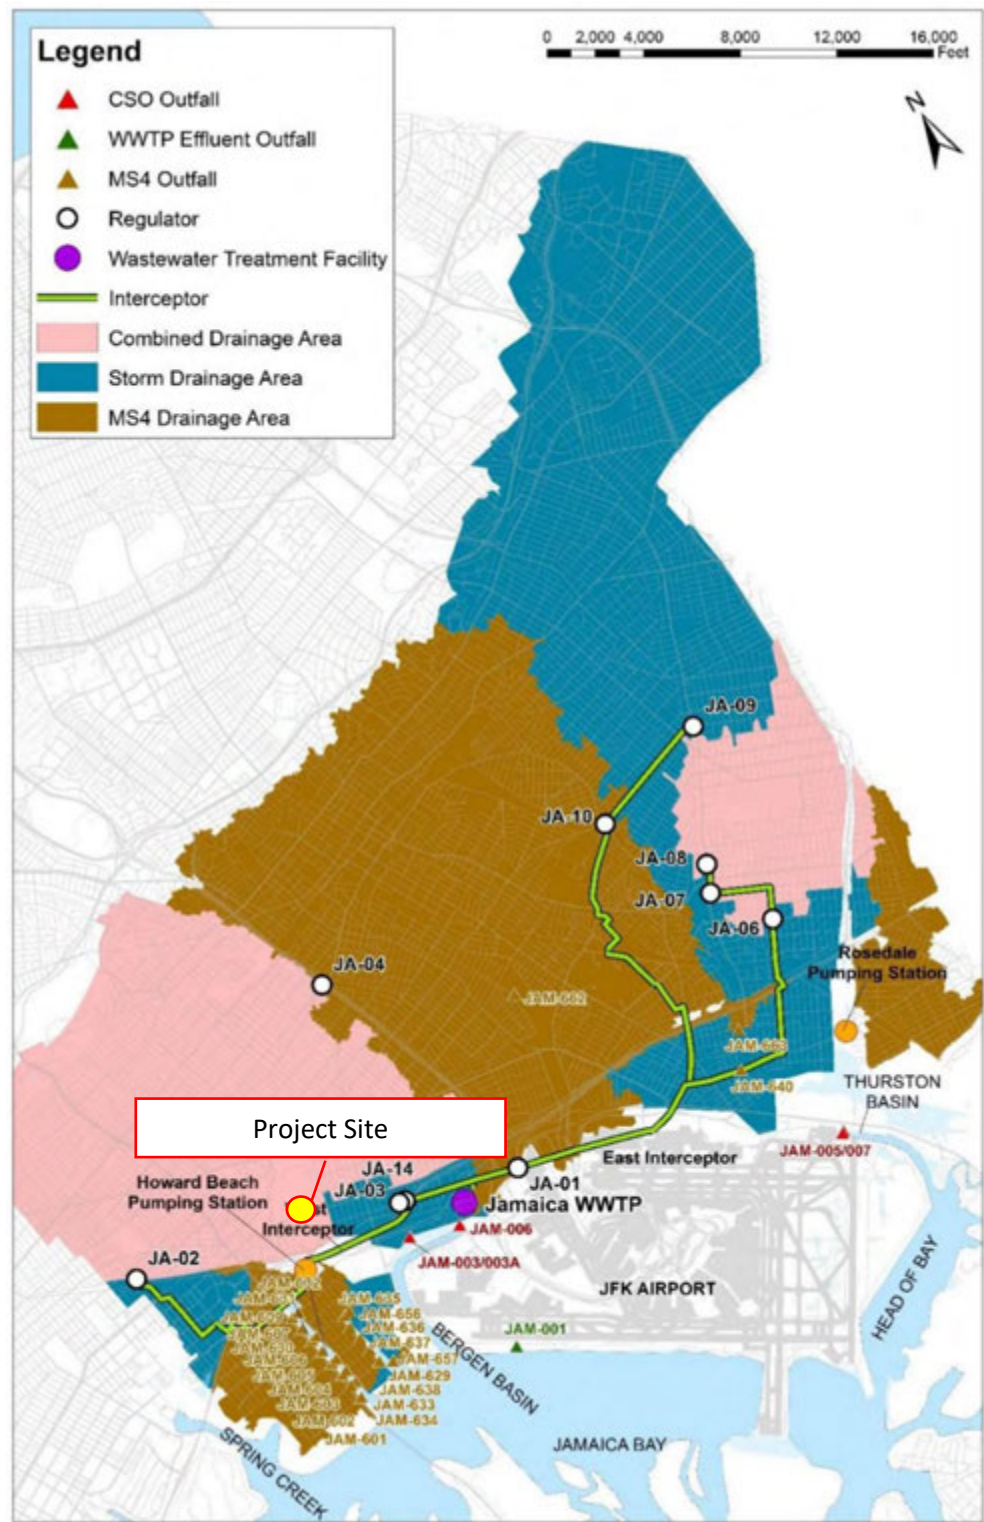 Legend
CSO Outfall
WWTP Effluent Outfall
MS4 Outfall
Regulator
Wastewater Treatment Facility
Interceptor
Combined Drainage Area
Storm Drainage Area
MS4 Drainage Area
0 2,000 4,000 8,000 12,000 16,000
Feet
N
JA-09
JA-10
JA-08
JA-07
JA-06
Rosedale
Pumping Station
JA-04
JAM-662
JAM-663
JAM-640
THURSTON
BASIN
JAM-005/007
Project Site
East Interceptor
JA-14
JA-03
JA-01
Jamaica WWTP
Howard Beach
Pumping Station
Interceptor
JAM-006
JAM-003/003A
JA-02
JFK AIRPORT
HEAD OF BAY
JAM-001
BERGEN BASIN
JAM-635
JAM-656
JAM-636
JAM-637
JAM-657
JAM-629
JAM-638
JAM-633
JAM-634
JAM-602
JAM-601
SPRING CREEK
JAMAICA BAY